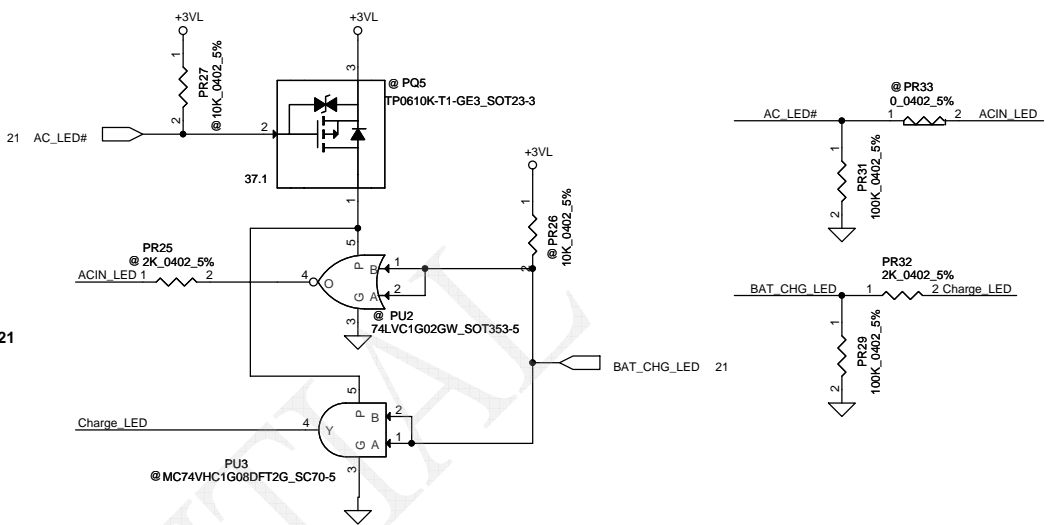 +3VL
+3VL
1
PR27
@ 10K_0402_5%
2
3
@ PQ5
TP0610K-T1-GE3_SOT23-3
21 AC_LED#
2
37.1
1
+3VL
1
@ PR26
10K_0402_5%
2
PR25
@ 2K_0402_5%
ACIN_LED 1
2
4
O
5
P
G
3
B
A
1
2
@ PU2
74LVC1G02GW_SOT353-5
21
BAT_CHG_LED 21
Charge_LED
4
Y
5
P
G
3
B
A
2
1
PU3
@ MC74VHC1G08DFT2G_SC70-5
@ PR33
0_0402_5%
AC_LED#
1
2
ACIN_LED
1
PR31
100K_0402_5%
2
PR32
2K_0402_5%
BAT_CHG_LED
1
2 Charge_LED
1
PR29
100K_0402_5%
2
TIAL